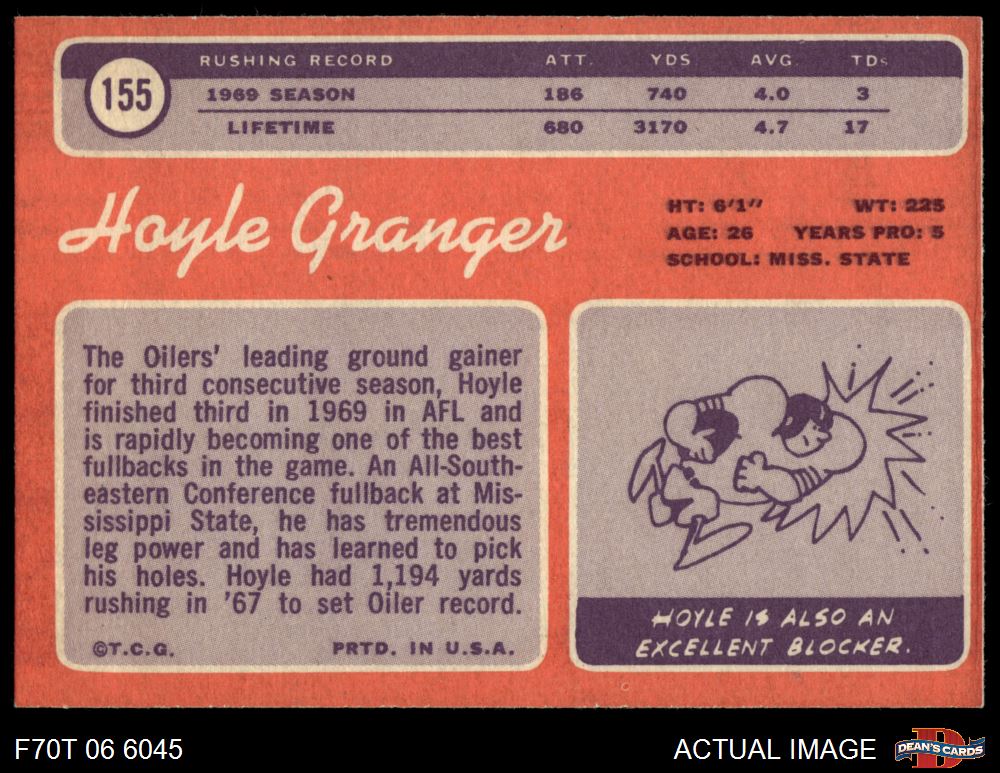 RUSHING RECORD ATT. YDS AVG. TDS
155
1969 SEASON 186 740 4.0 3
LIFETIME 680 3170 4.7 17
Hoyle Granger
HT: 6'1" WT: 225
AGE: 26 YEARS PRO: 5
SCHOOL: MISS. STATE
The Oilers' leading ground gainer
for third consecutive season, Hoyle
finished third in 1969 in AFL and
is rapidly becoming one of the best
fullbacks in the game. An All-South-
eastern Conference fullback at Mis-
sissippi State, he has tremendous
leg power and has learned to pick
his holes. Hoyle had 1,194 yards
rushing in '67 to set Oiler record.
©T.C.G. PRTD. IN U.S.A.
HOYLE IS ALSO AN
EXCELLENT BLOCKER.
F70T 06 6045
ACTUAL IMAGE
D
DEAN'S CARDS